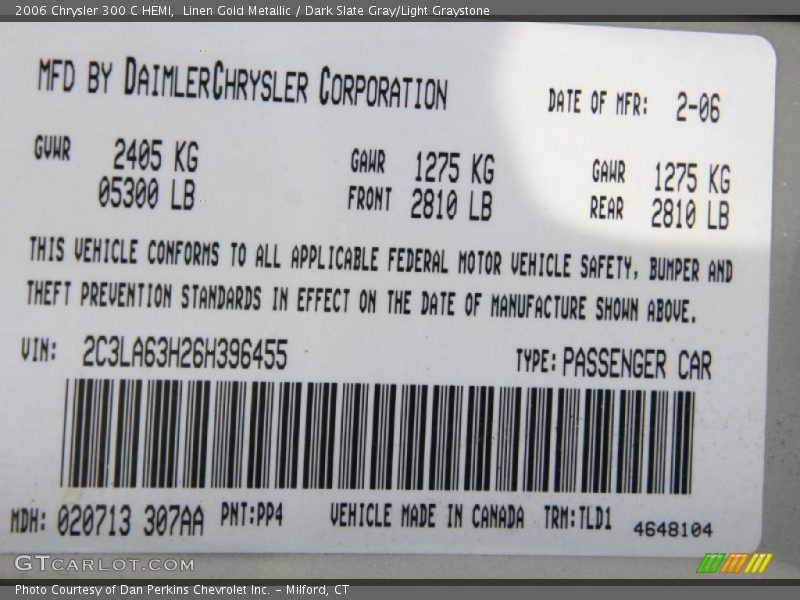 2006 Chrysler 300 C HEMI, Linen Gold Metallic / Dark Slate Gray/Light Graystone
MFD BY DAIMLERCHRYSLER CORPORATION
DATE OF MFR: 2-06
GVWR 2405 KG
05300 LB
GAWR 1275 KG
FRONT 2810 LB
GAWR 1275 KG
REAR 2810 LB
THIS VEHICLE CONFORMS TO ALL APPLICABLE FEDERAL MOTOR VEHICLE SAFETY, BUMPER AND
THEFT PREVENTION STANDARDS IN EFFECT ON THE DATE OF MANUFACTURE SHOWN ABOVE.
VIN: 2C3LA63H26H396455
TYPE: PASSENGER CAR
MDH: 020713 307AA PNT:PP4 VEHICLE MADE IN CANADA TRM:TLD1 4648104
GTCARLOT.COM
Photo Courtesy of Dan Perkins Chevrolet Inc. – Milford, CT